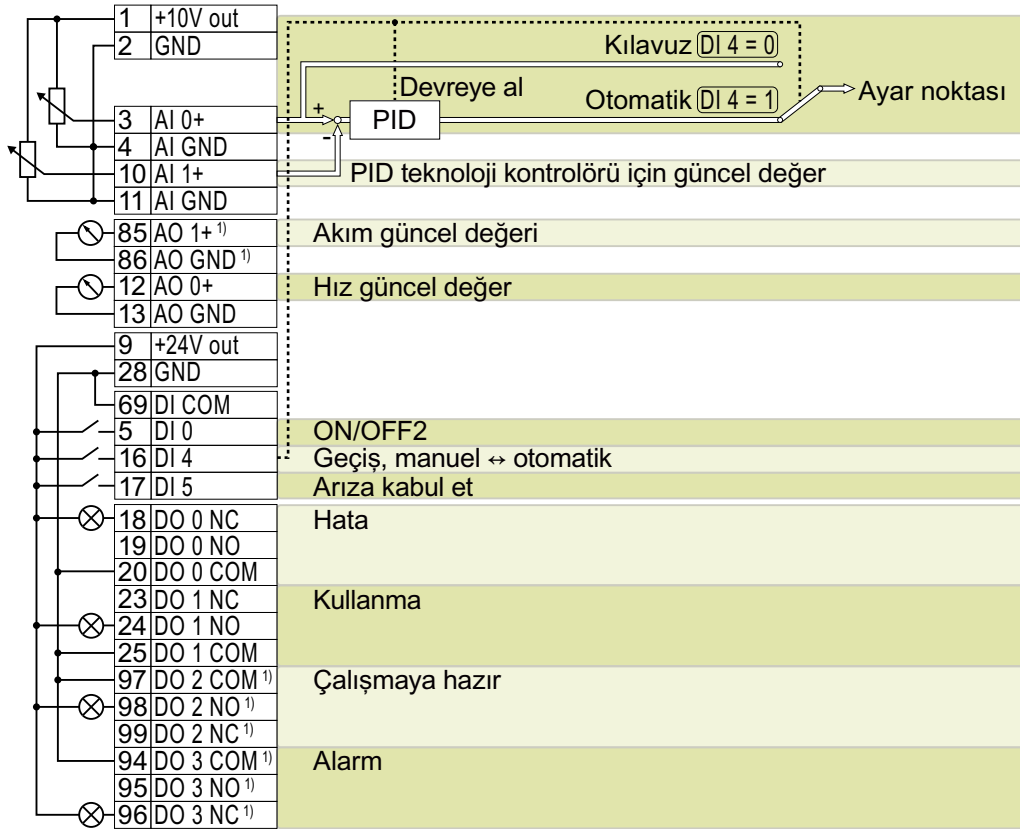 1 +10V out
2 GND
Kılavuz DI 4 = 0
Devreye al
Otomatik DI 4 = 1
Ayar noktası
+
-
PID
3 AI 0+
4 AI GND
10 AI 1+ PID teknoloji kontrolörü için güncel değer
11 AI GND
85 AO 1+ 1) Akım güncel değeri
86 AO GND 1)
12 AO 0+ Hız güncel değer
13 AO GND
9 +24V out
28 GND
69 DI COM
5 DI 0 ON/OFF2
16 DI 4 Geçiş, manuel ↔ otomatik
17 DI 5 Arıza kabul et
18 DO 0 NC Hata
19 DO 0 NO
20 DO 0 COM
23 DO 1 NC Kullanma
24 DO 1 NO
25 DO 1 COM
97 DO 2 COM 1) Çalışmaya hazır
98 DO 2 NO 1)
99 DO 2 NC 1)
94 DO 3 COM 1) Alarm
95 DO 3 NO 1)
96 DO 3 NC 1)